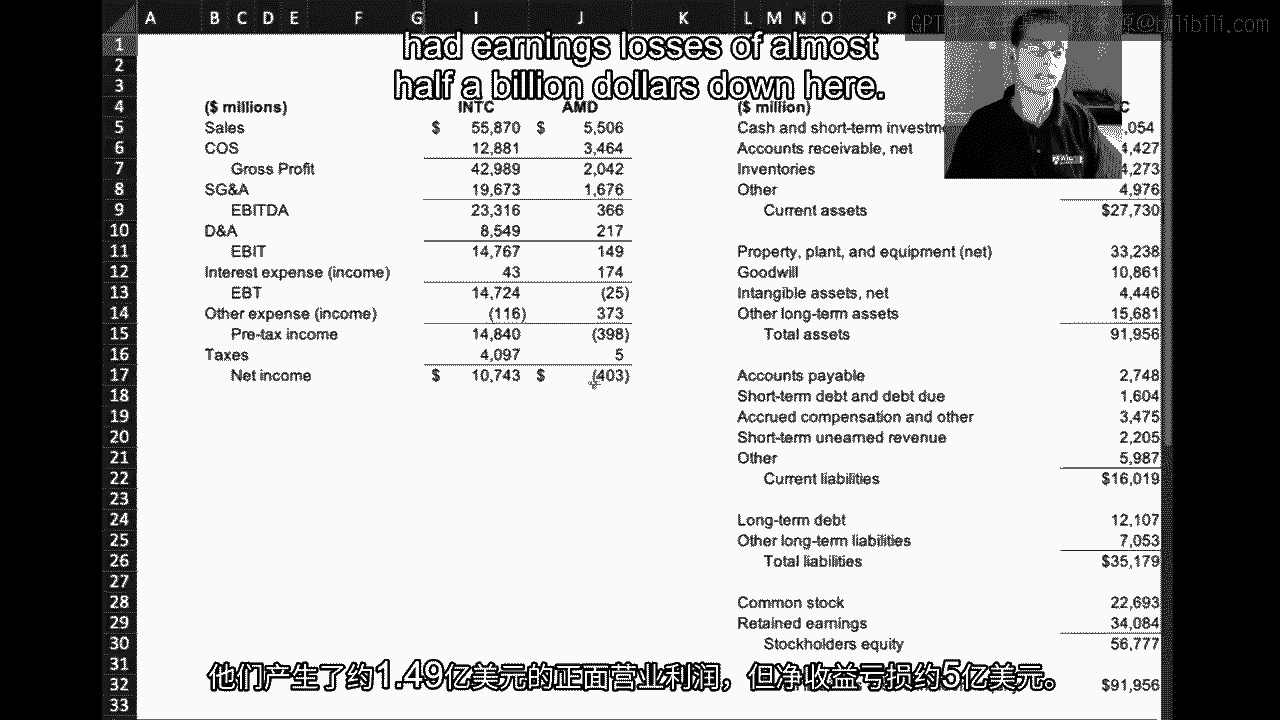 A B C D E F G I J K L M N O P
GPT @bilibili.com
had earnings losses of almost
half a billion dollars down here.
1
2
3
4 ($ millions) INTC AMD ($ million) C
5 Sales $ 55,870 $ 5,506 Cash and short-term investm ,054
6 COS 12,881 3,464 Accounts receivable, net 4,427
7 Gross Profit 42,989 2,042 Inventories 4,273
8 SG&A 19,673 1,676 Other 4,976
9 EBITDA 23,316 366 Current assets $27,730
10 D&A 8,549 217
11 EBIT 14,767 149 Property, plant, and equipment (net) 33,238
12 Interest expense (income) 43 174 Goodwill 10,861
13 EBT 14,724 (25) Intangible assets, net 4,446
14 Other expense (income) (116) 373 Other long-term assets 15,681
15 Pre-tax income 14,840 (398) Total assets 91,956
16 Taxes 4,097 5
17 Net income $ 10,743 $ (403) Accounts payable 2,748
18 Short-term debt and debt due 1,604
19 Accrued compensation and other 3,475
20 Short-term unearned revenue 2,205
21 Other 5,987
22 Current liabilities $16,019
23
24 Long-term debt 12,107
25 Other long-term liabilities 7,053
26 Total liabilities $35,179
27
28 Common stock 22,693
29 Retained earnings 34,084
30 Stockholders equity 56,777
31
32 $91,956
33
他们产生了约1.49亿美元的正面营业利润，但净收益亏损约5亿美元。